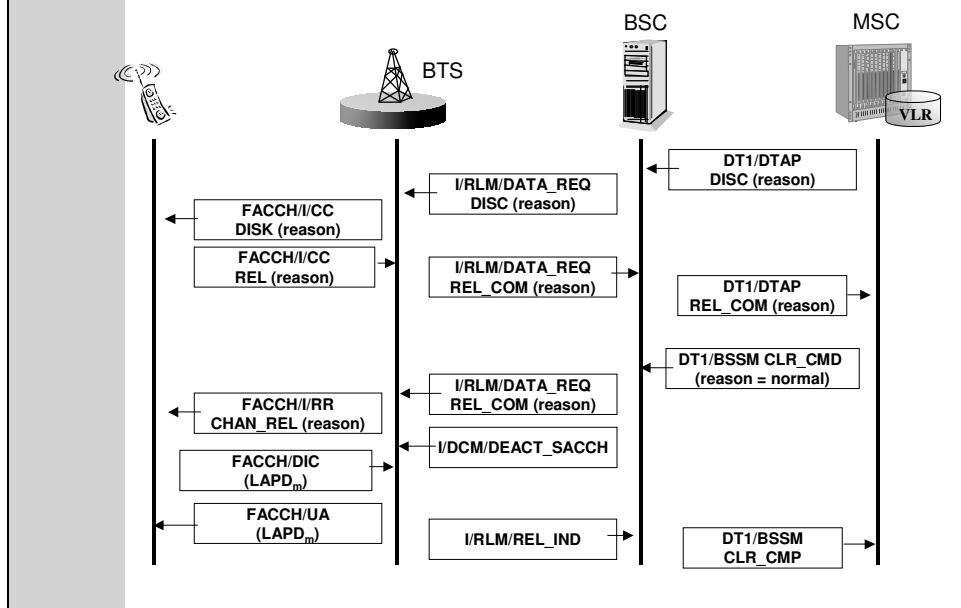 BSC
MSC
BTS
VLR
DT1/DTAP
DISC (reason)
I/RLM/DATA_REQ
DISC (reason)
FACCH/I/CC
DISK (reason)
FACCH/I/CC
REL (reason)
I/RLM/DATA_REQ
REL_COM (reason)
DT1/DTAP
REL_COM (reason)
DT1/BSSM CLR_CMD
(reason = normal)
I/RLM/DATA_REQ
REL_COM (reason)
FACCH/I/RR
CHAN_REL (reason)
I/DCM/DEACT_SACCH
FACCH/DIC
(LAPDm)
FACCH/UA
(LAPDm)
I/RLM/REL_IND
DT1/BSSM
CLR_CMP